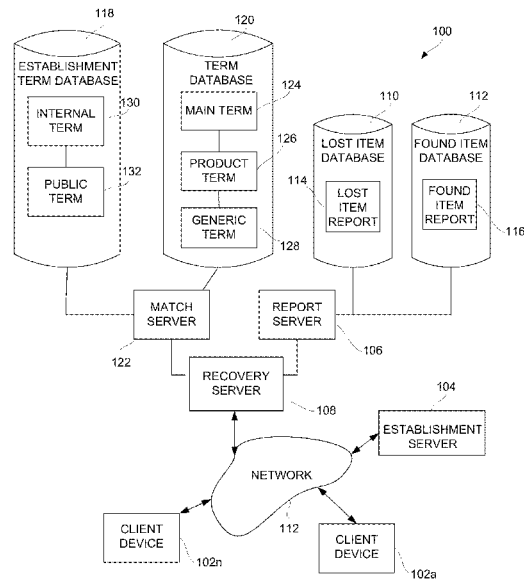 118
120
100
ESTABLISHMENT
TERM DATABASE
TERM
DATABASE
124
110
112
130
INTERNAL
TERM
MAIN TERM
LOST ITEM
DATABASE
FOUND ITEM
DATABASE
126
132
PUBLIC
TERM
PRODUCT
TERM
114
LOST
ITEM
REPORT
FOUND
ITEM
REPORT
GENERIC
TERM
128
116
MATCH
SERVER
REPORT
SERVER
122
106
RECOVERY
SERVER
108
104
ESTABLISHMENT
SERVER
NETWORK
112
CLIENT
DEVICE
CLIENT
DEVICE
102n
102a